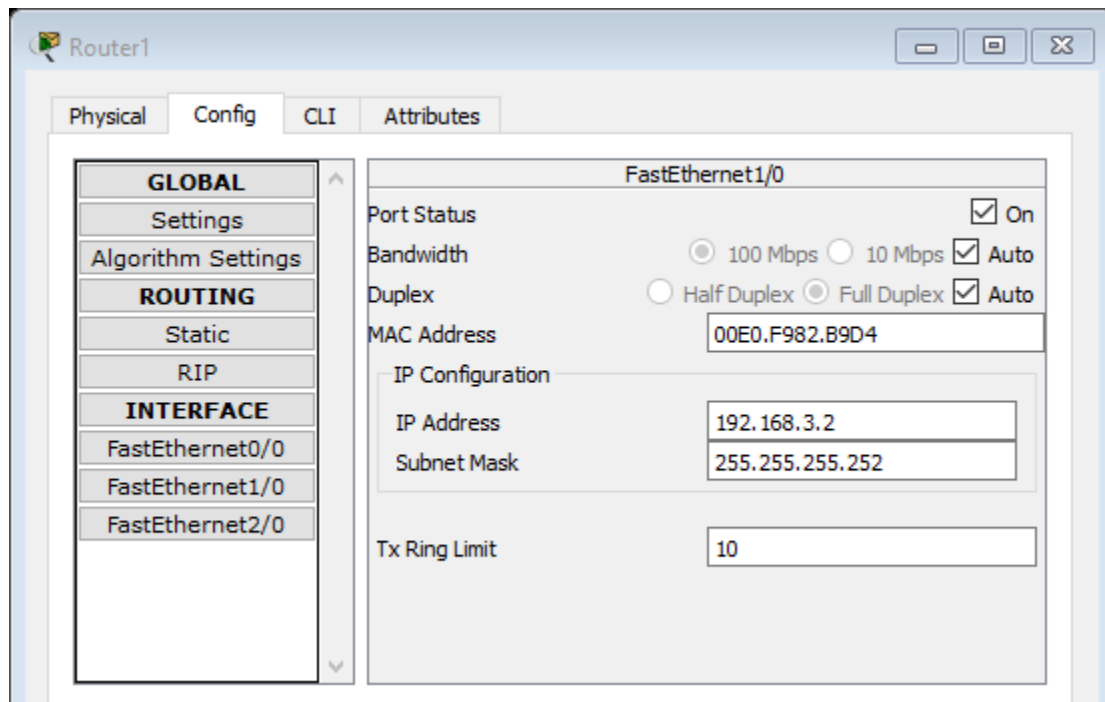 Router1
Physical Config CLI Attributes
GLOBAL
Settings
Algorithm Settings
ROUTING
Static
RIP
INTERFACE
FastEthernet0/0
FastEthernet1/0
FastEthernet2/0
FastEthernet1/0
Port Status On
Bandwidth 100 Mbps 10 Mbps Auto
Duplex Half Duplex Full Duplex Auto
MAC Address 00E0.F982.B9D4
IP Configuration
IP Address 192.168.3.2
Subnet Mask 255.255.255.252
Tx Ring Limit 10